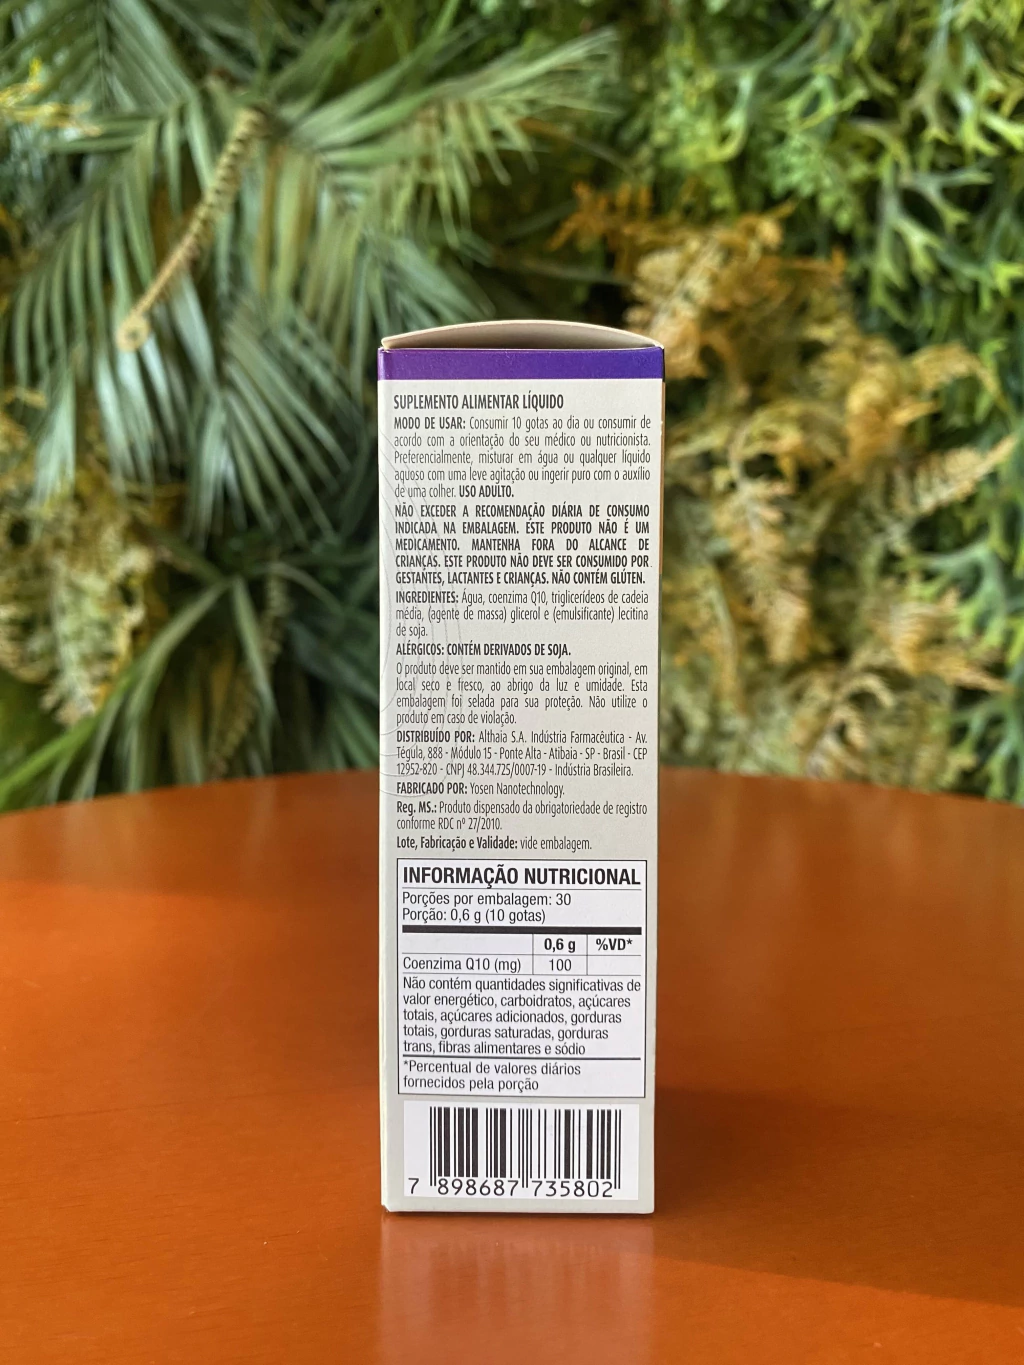 SUPLEMENTO ALIMENTAR LÍQUIDO
MODO DE USAR: Consumir 10 gotas ao dia ou consumir de
acordo com a orientação do seu médico ou nutricionista.
Preferencialmente, misturar em água ou qualquer líquido
aquoso com uma leve agitação ou ingerir puro com o auxílio
de uma colher. USO ADULTO.
NÃO EXCEDER A RECOMENDAÇÃO DIÁRIA DE CONSUMO
INDICADA NA EMBALAGEM. ESTE PRODUTO NÃO É UM
MEDICAMENTO. MANTENHA FORA DO ALCANCE DE
CRIANÇAS. ESTE PRODUTO NÃO DEVE SER CONSUMIDO POR
GESTANTES, LACTANTES E CRIANÇAS. NÃO CONTÉM GLÚTEN.
INGREDIENTES: Água, coenzima Q10, triglicerídeos de cadeia
média, (agente de massa) glicerol e (emulsificante) lecitina
de soja.
ALÉRGICOS: CONTÉM DERIVADOS DE SOJA.
O produto deve ser mantido em sua embalagem original, em
local seco e fresco, ao abrigo da luz e umidade. Esta
embalagem foi selada para sua proteção. Não utilize o
produto em caso de violação.
DISTRIBUÍDO POR: Althaia S.A. Indústria Farmacêutica - Av.
Tégula, 888 - Módulo 15 - Ponte Alta - Atibaia - SP - Brasil - CEP
12952-820 - CNPJ 48.344.725/0007-19 - Indústria Brasileira.
FABRICADO POR: Yosen Nanotechnology.
Reg. MS.: Produto dispensado da obrigatoriedade de registro
conforme RDC nº 27/2010.
Lote, Fabricação e Validade: vide embalagem.
INFORMAÇÃO NUTRICIONAL
Porções por embalagem: 30
Porção: 0,6 g (10 gotas)
0,6 g %VD*
Coenzima Q10 (mg) 100
Não contém quantidades significativas de
valor energético, carboidratos, açúcares
totais, açúcares adicionados, gorduras
totais, gorduras saturadas, gorduras
trans, fibras alimentares e sódio
*Percentual de valores diários
fornecidos pela porção
7 898687 735802